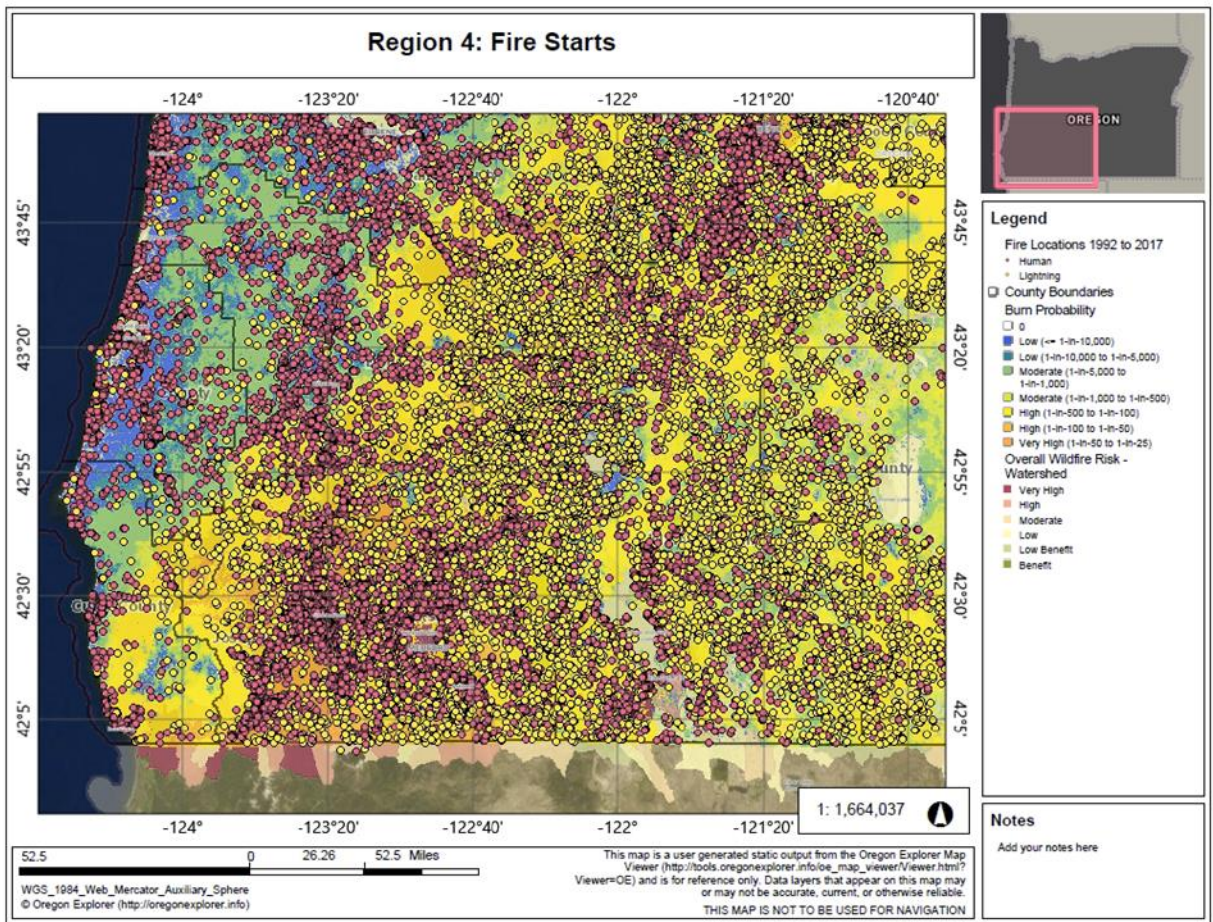 Region 4: Fire Starts
-124° -123°20' -122°40' -122° -121°20' -120°40'
OREGON
43°45' 43°45'
43°20' 43°20'
42°55' unty 42°55'
42°30' 42°30'
42°5' 42°5'
-124° -123°20' -122°40' -122° -121°20'
1: 1,664,037
Legend
Fire Locations 1992 to 2017
Human
Lightning
County Boundaries
Burn Probability
0
Low (<= 1-in-10,000)
Low (1-in-10,000 to 1-in-5,000)
Moderate (1-in-5,000 to
1-in-1,000)
Moderate (1-in-1,000 to 1-in-500)
High (1-in-500 to 1-in-100)
High (1-in-100 to 1-in-50)
Very High (1-in-50 to 1-in-25)
Overall Wildfire Risk -
Watershed
Very High
High
Moderate
Low
Low Benefit
Benefit
Notes
Add your notes here
52.5 0 26.26 52.5 Miles
WGS_1984_Web_Mercator_Auxiliary_Sphere
© Oregon Explorer (http://oregonexplorer.info)
This map is a user generated static output from the Oregon Explorer Map
Viewer (http://tools.oregonexplorer.info/oe_map_viewer/Viewer.html?
Viewer=OE) and is for reference only. Data layers that appear on this map may
or may not be accurate, current, or otherwise reliable.
THIS MAP IS NOT TO BE USED FOR NAVIGATION